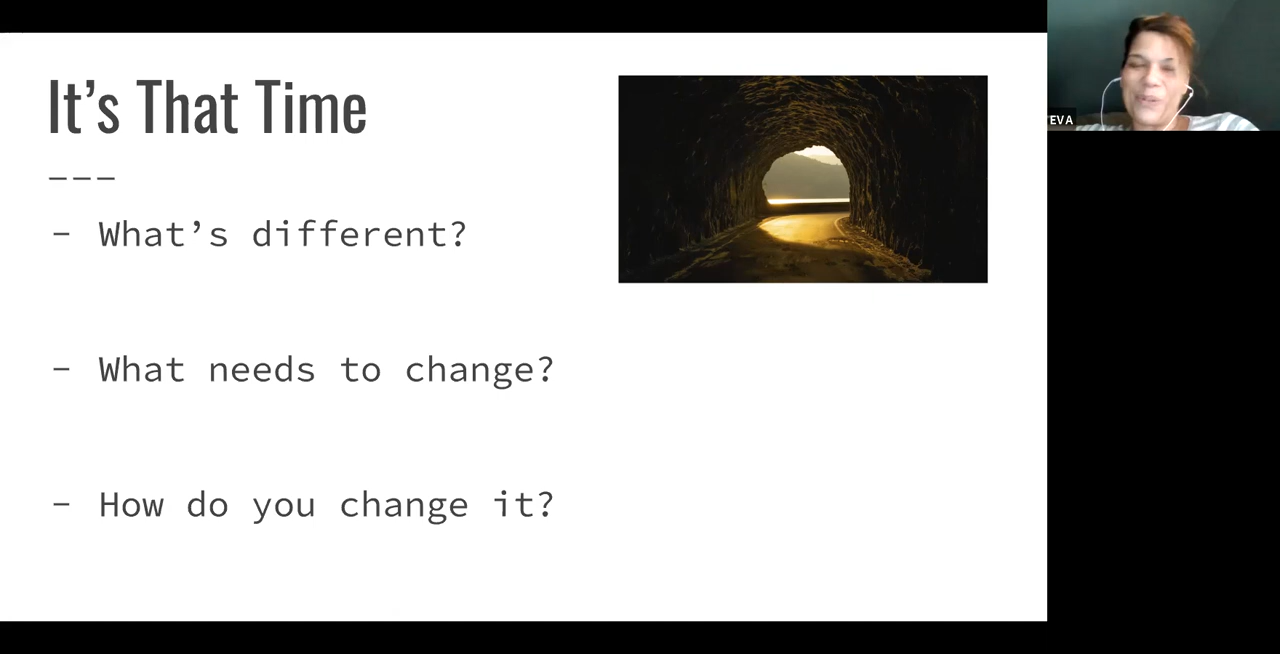 It’s That Time
– What’s different?
– What needs to change?
– How do you change it?
EVA